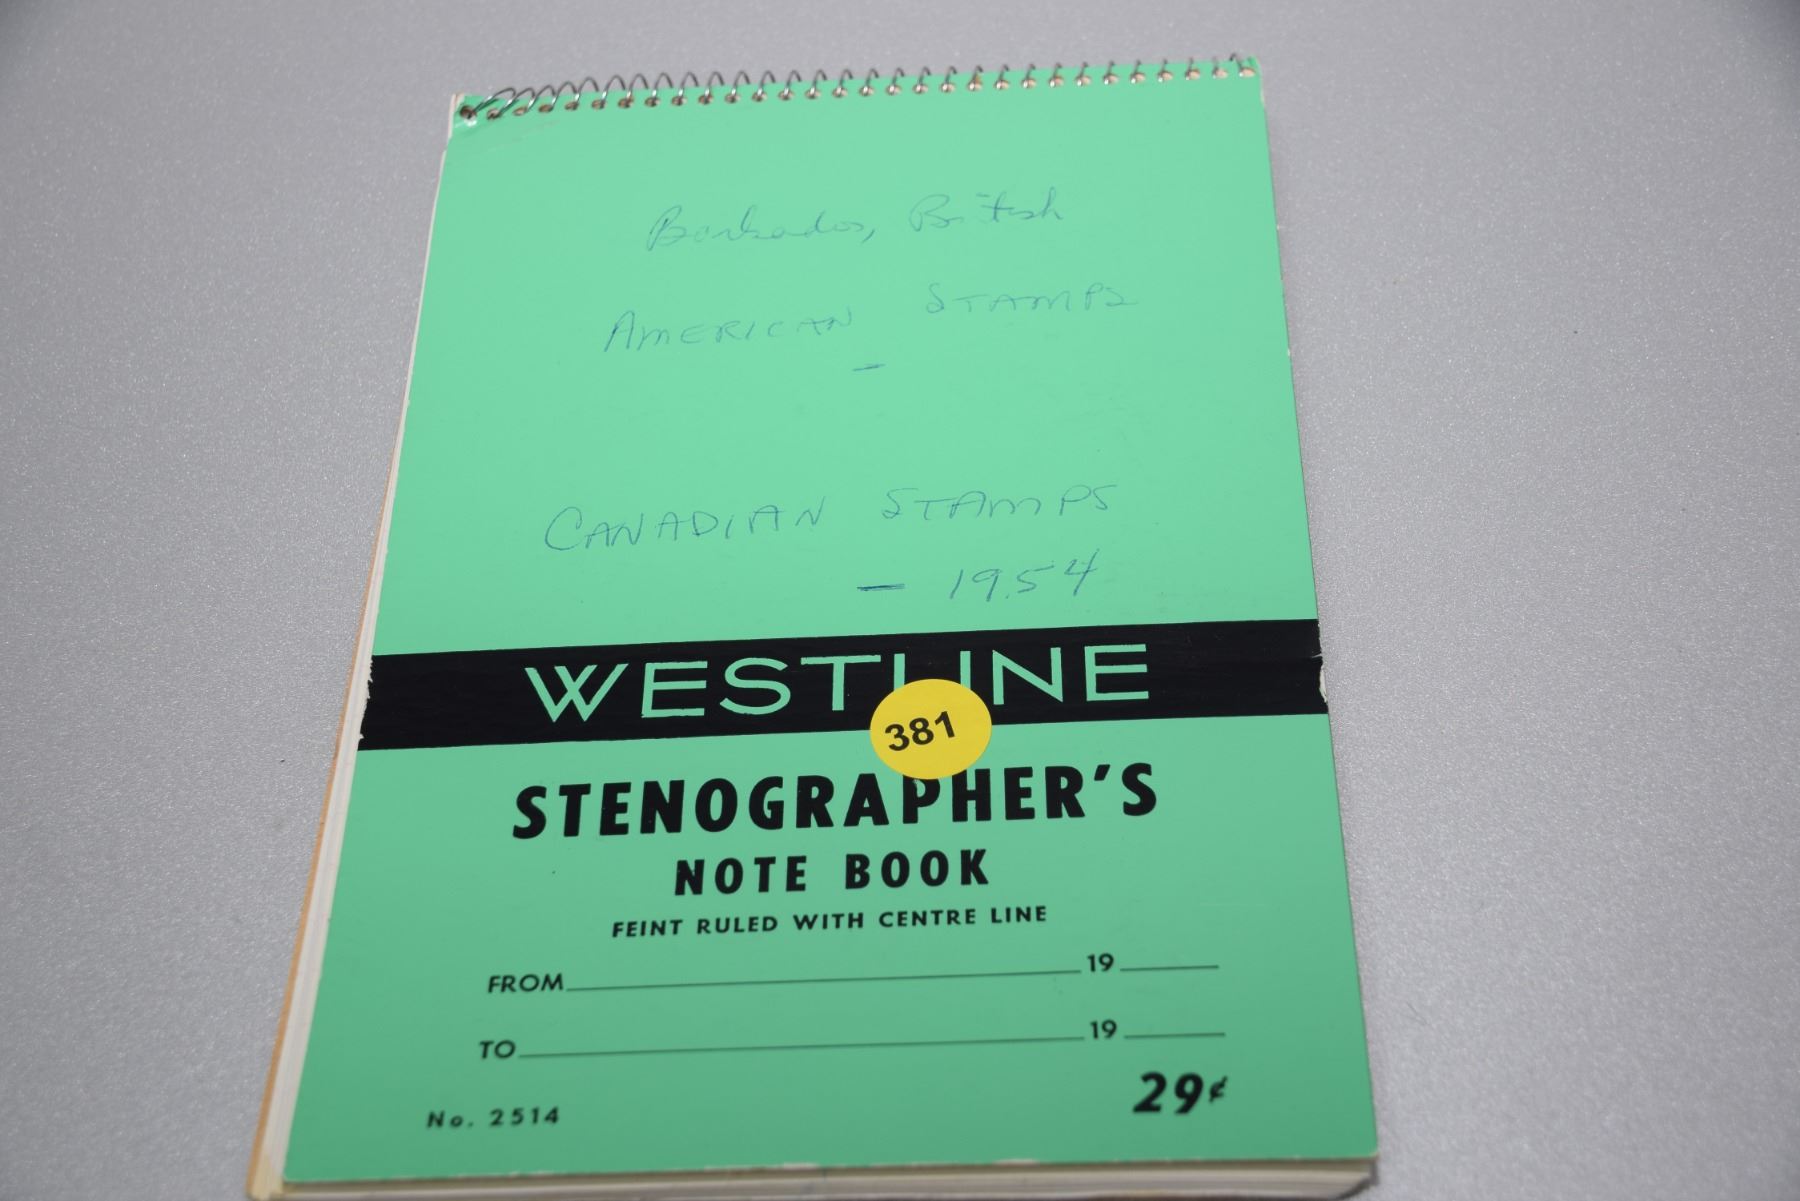 Barbados, British
AMERICAN STAMPS
-
CANADIAN STAMPS
- 1954
WESTLINE
381
STENOGRAPHER'S
NOTE BOOK
FEINT RULED WITH CENTRE LINE
FROM 19
TO 19
29¢
No. 2514